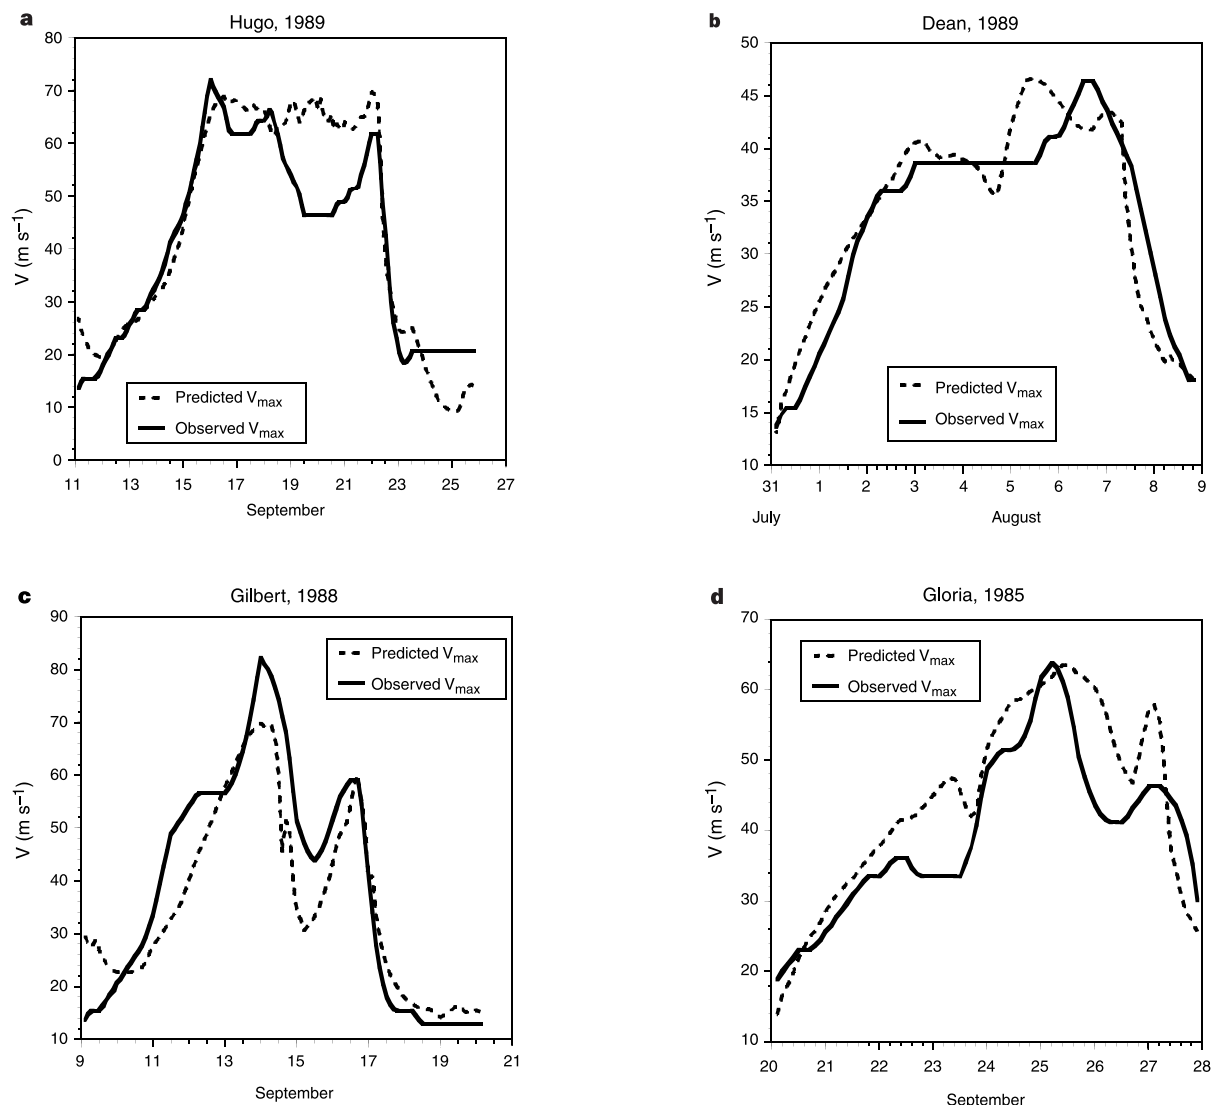 a
Hugo, 1989
80
70
60
50
40
30
20
10
0
V (m s–1)
Predicted Vmax
Observed Vmax
11 13 15 17 19 21 23 25 27
September
b
Dean, 1989
50
45
40
35
30
25
20
15
10
V (m s–1)
Predicted Vmax
Observed Vmax
31 1 2 3 4 5 6 7 8 9
July August
c
Gilbert, 1988
90
80
70
60
50
40
30
20
10
V (m s–1)
Predicted Vmax
Observed Vmax
9 11 13 15 17 19 21
September
d
Gloria, 1985
70
60
50
40
30
20
10
V (m s–1)
Predicted Vmax
Observed Vmax
20 21 22 23 24 25 26 27 28
September